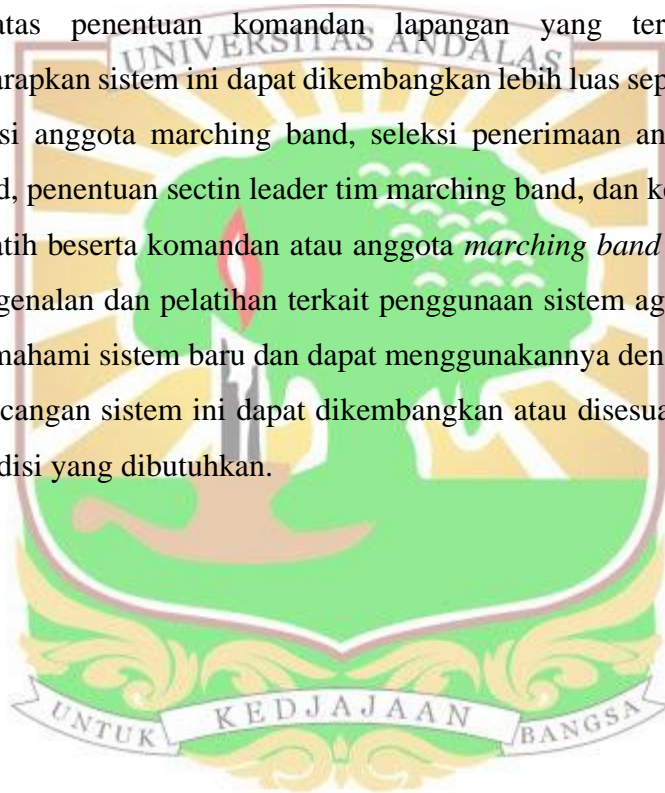 atas penentuan komandan lapangan yang ter
UNIVERSITAS ANDALAS
arapkan sistem ini dapat dikembangkan lebih luas sep
si anggota marching band, seleksi penerimaan an
d, penentuan sectin leader tim marching band, dan k
atih beserta komandan atau anggota marching band
genalan dan pelatihan terkait penggunaan sistem ag
mahami sistem baru dan dapat menggunakannya den
cangan sistem ini dapat dikembangkan atau disesua
disi yang dibutuhkan.
UNTUK KEDJAJAAN BANGSA